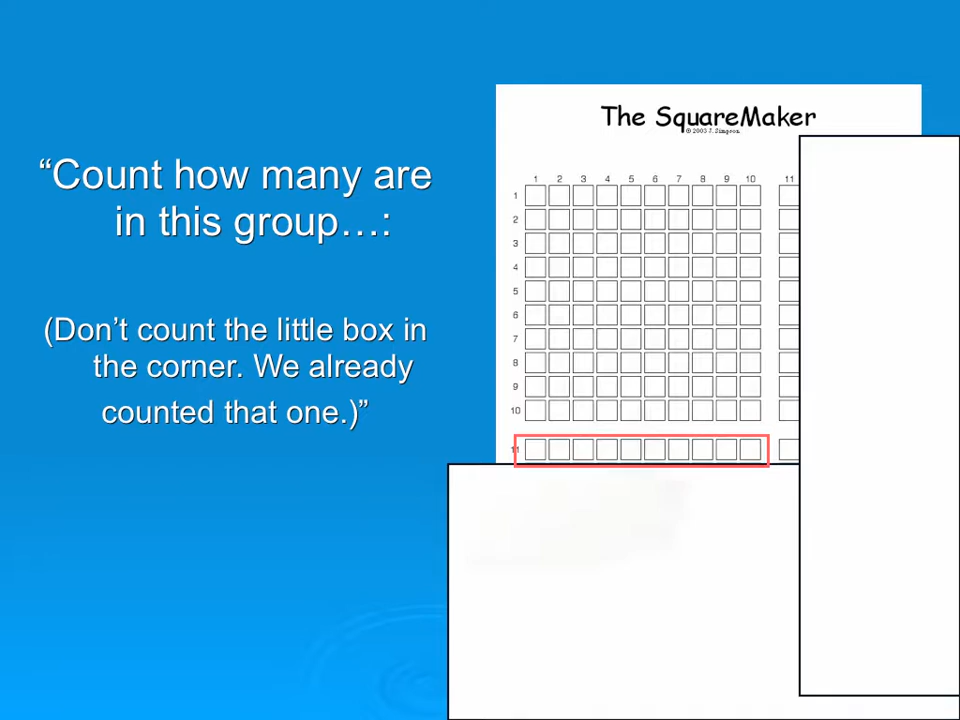 The SquareMaker
© 2003 J. Simpson
“Count how many are
in this group…:
(Don’t count the little box in
the corner. We already
counted that one.)”
1 2 3 4 5 6 7 8 9 10 11
1
2
3
4
5
6
7
8
9
10
11